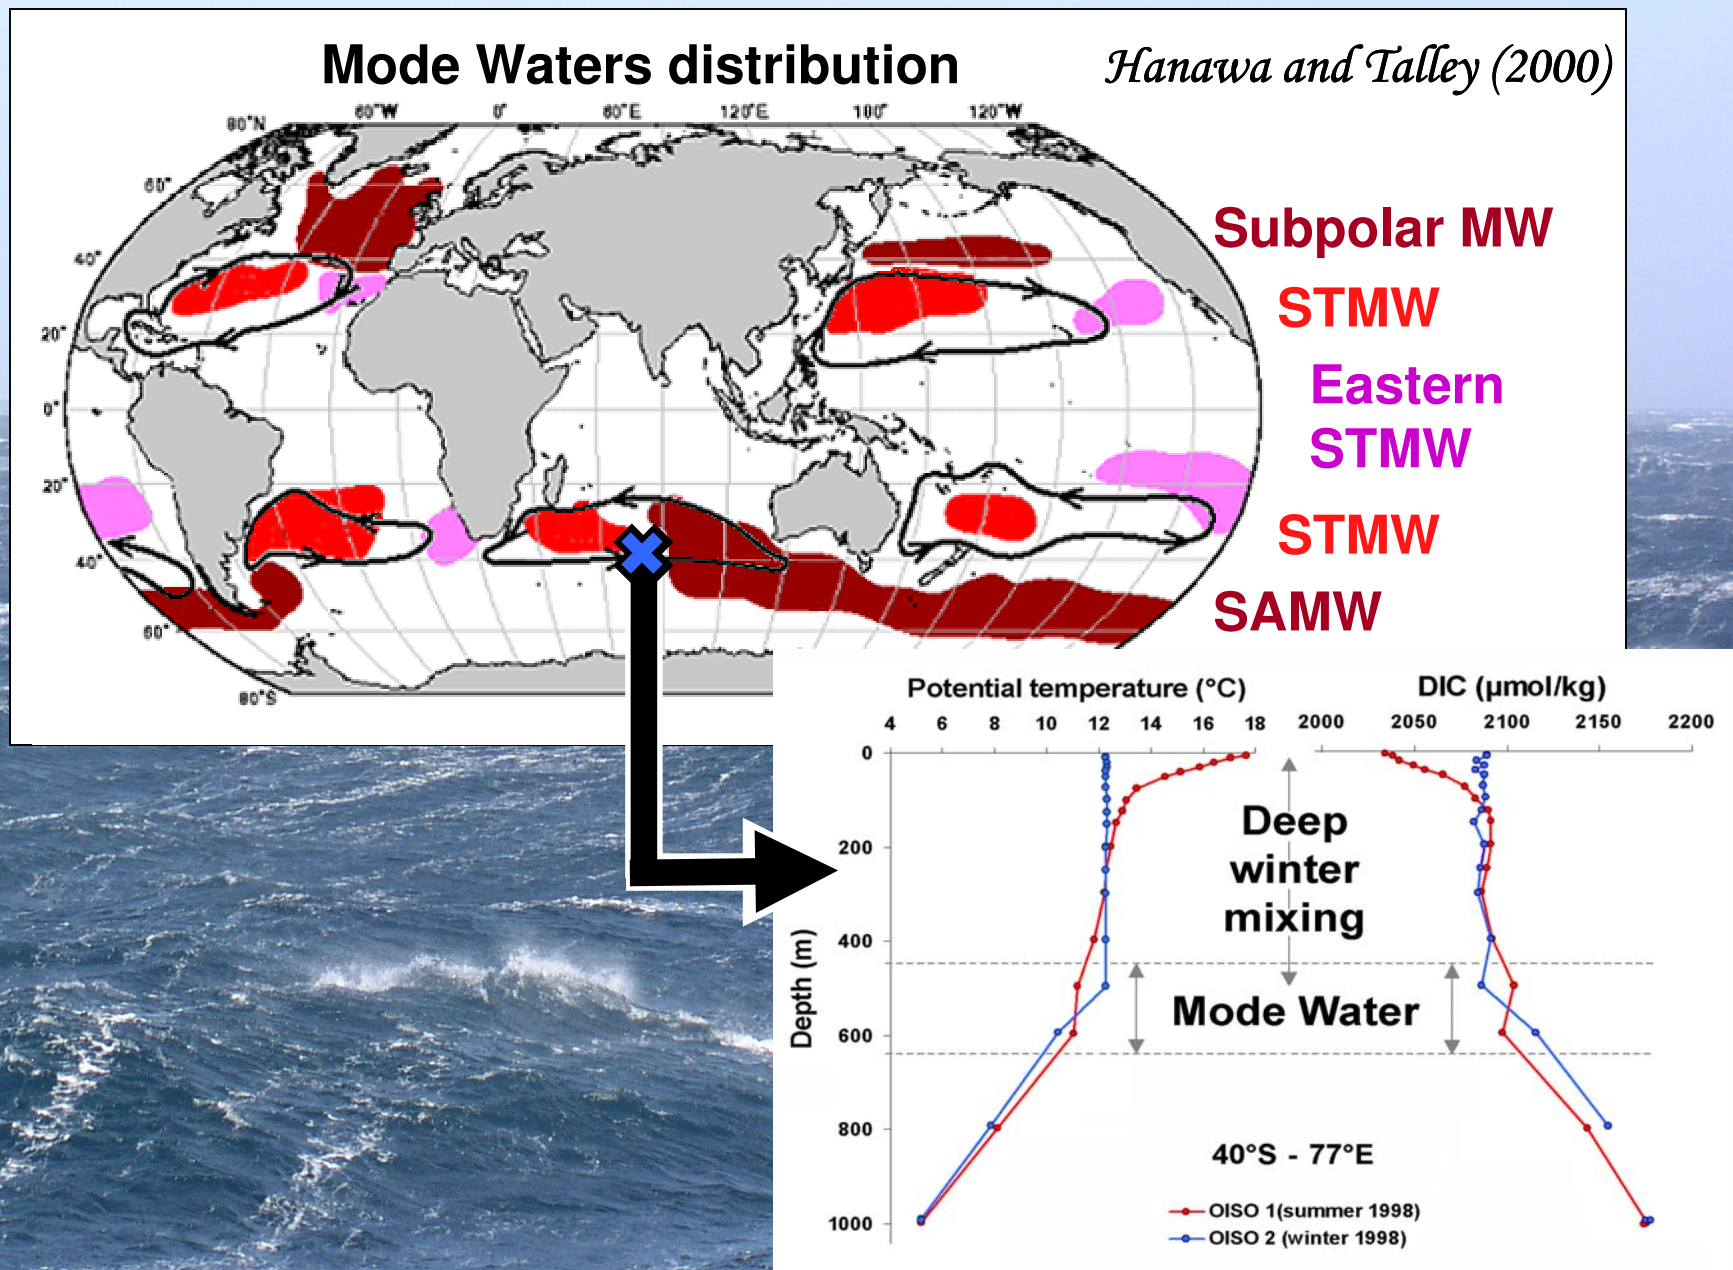 Mode Waters distribution
Hanawa and Talley (2000)
60°W 0° 60°E 120°E 180° 120°W
80°N
60°
40°
20°
0°
20°
40°
60°
80°S
Subpolar MW
STMW
Eastern
STMW
STMW
SAMW
Potential temperature (°C)
4 6 8 10 12 14 16 18
DIC (µmol/kg)
2000 2050 2100 2150 2200
Depth (m)
0
200
400
600
800
1000
Deep
winter
mixing
Mode Water
40°S - 77°E
OISO 1(summer 1998)
OISO 2 (winter 1998)